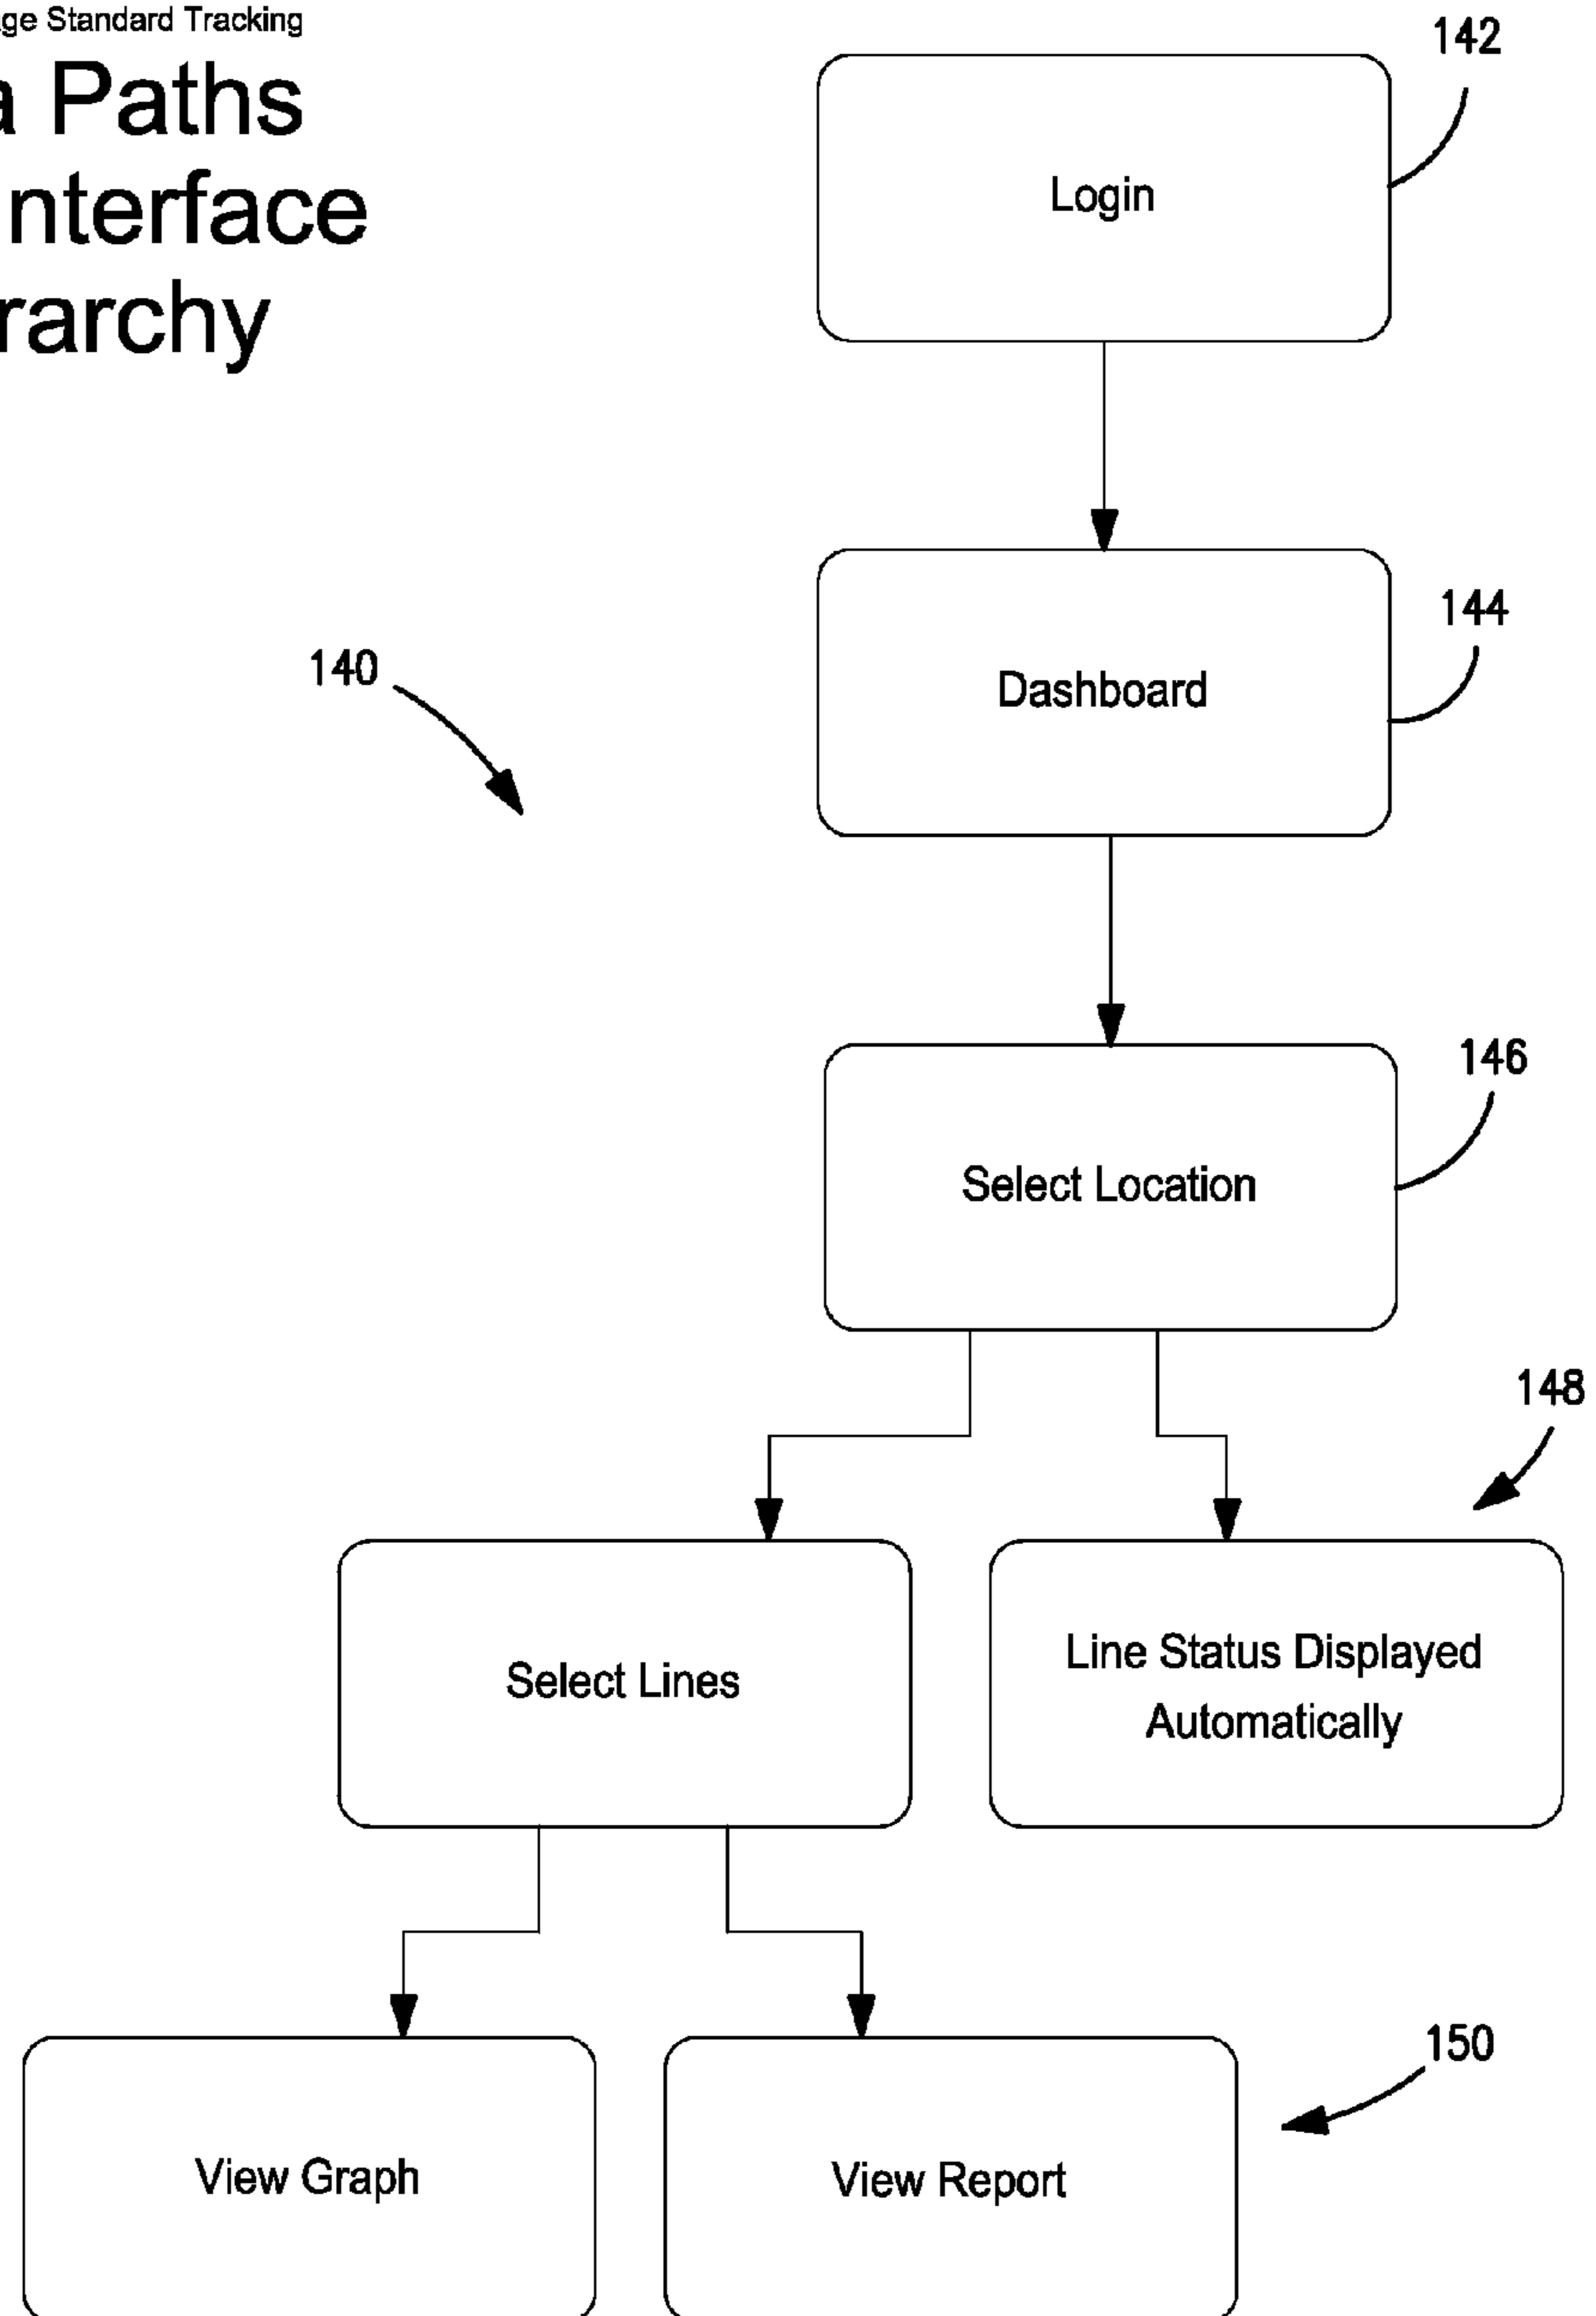 Standard Tracking
Paths
nterface
rarchy
142
Login
144
140
Dashboard
146
Select Location
148
Select Lines
Line Status Displayed
Automatically
150
View Graph
View Report